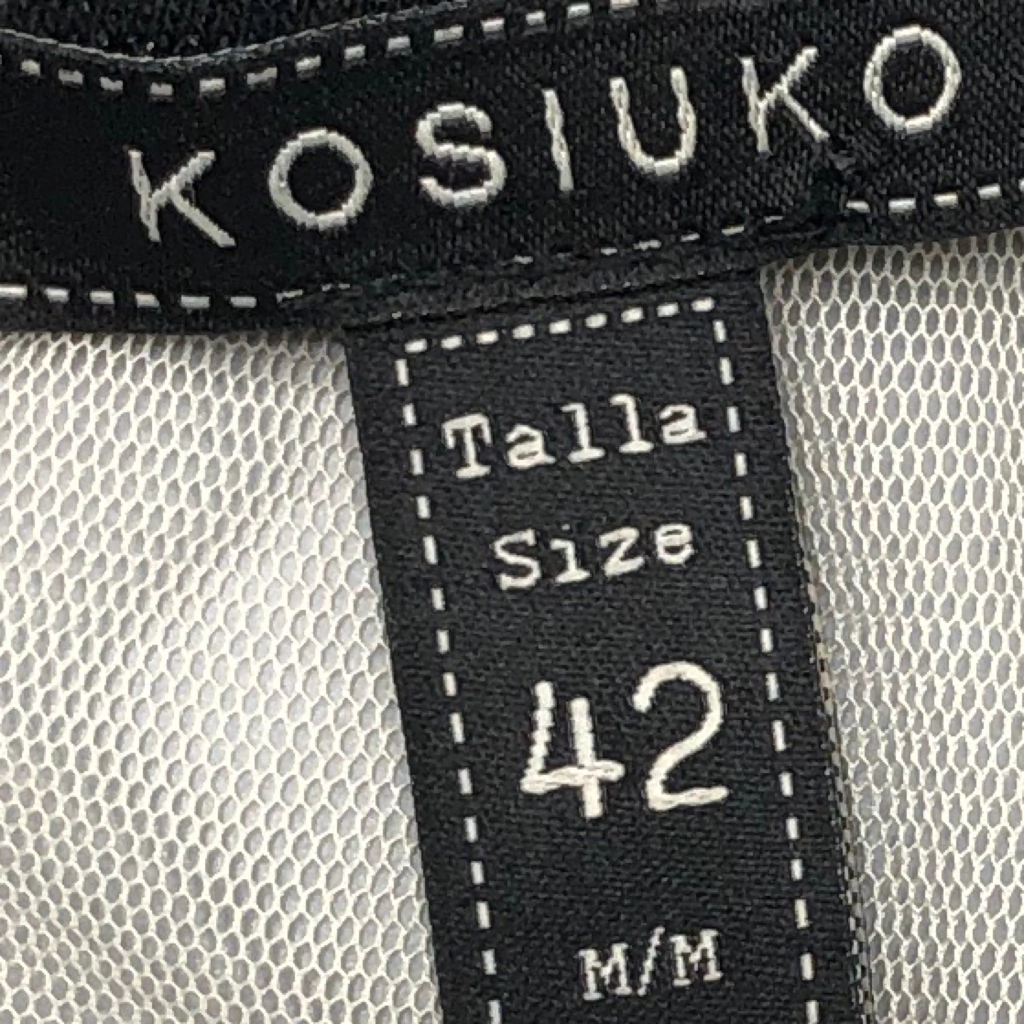 KOSIUKO
Talla
Size
42
M/M